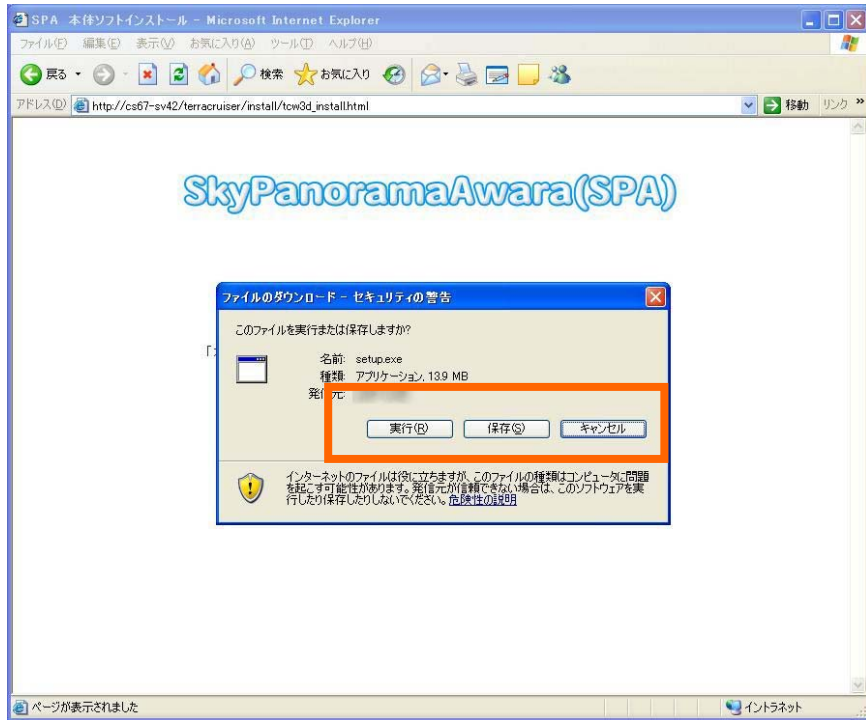 SPA 本体ソフトインストール - Microsoft Internet Explorer
ファイル(F) 編集(E) 表示(V) お気に入り(A) ツール(T) ヘルプ(H)
戻る 検索 お気に入り
アドレス(D) http://cs67-sv42/terracruiser/install/tcw3d_install.html 移動 リンク »
SkyPanoramaAwara(SPA)
ファイルのダウンロード - セキュリティの警告
このファイルを実行または保存しますか?
「
名前: setup.exe
種類: アプリケーション, 13.9 MB
発信元:
実行(R) 保存(S) キャンセル
インターネットのファイルは役に立ちますが、このファイルの種類はコンピュータに問題
を起こす可能性があります。発信元が信頼できない場合は、このソフトウェアを実
行したり保存したりしないでください。危険性の説明
ページが表示されました イントラネット